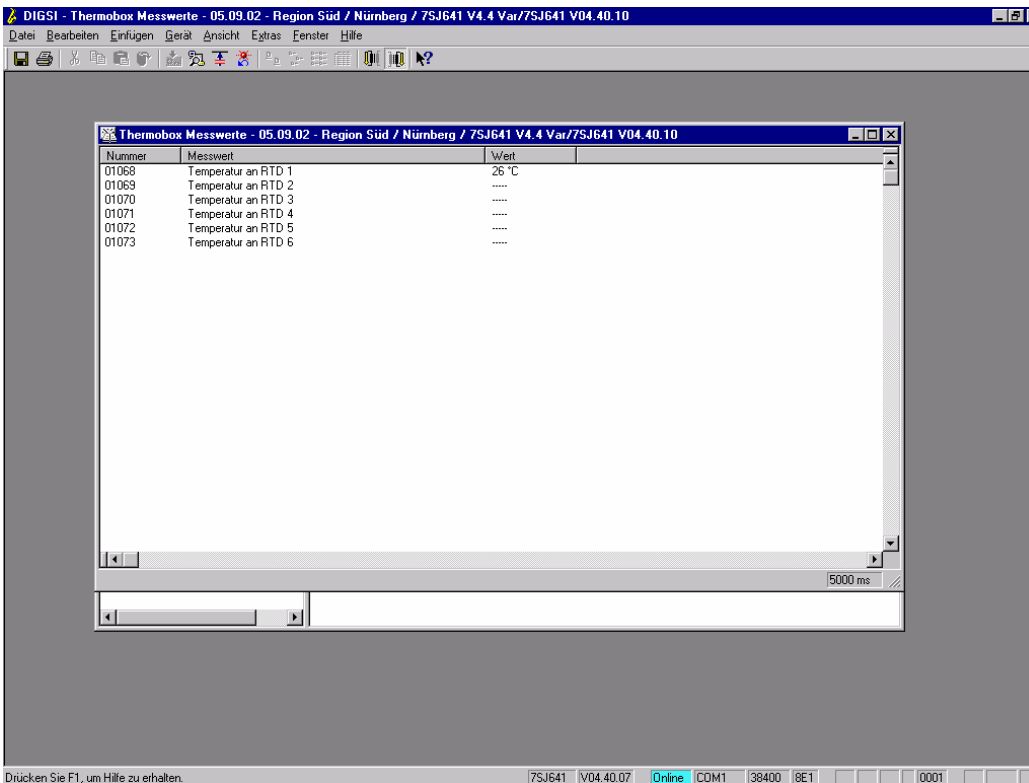 DIGSI - Thermobox Messwerte - 05.09.02 - Region Süd / Nürnberg / 7SJ641 V4.4 Var/7SJ641 V04.40.10
Datei Bearbeiten Einfügen Gerät Ansicht Extras Fenster Hilfe
Thermobox Messwerte - 05.09.02 - Region Süd / Nürnberg / 7SJ641 V4.4 Var/7SJ641 V04.40.10
Nummer Messwert Wert
01068 Temperatur an RTD 1 26 °C
01069 Temperatur an RTD 2 -----
01070 Temperatur an RTD 3 -----
01071 Temperatur an RTD 4 -----
01072 Temperatur an RTD 5 -----
01073 Temperatur an RTD 6 -----
5000 ms
Drücken Sie F1, um Hilfe zu erhalten. 7SJ641 V04.40.07 Online COM1 38400 8E1 0001